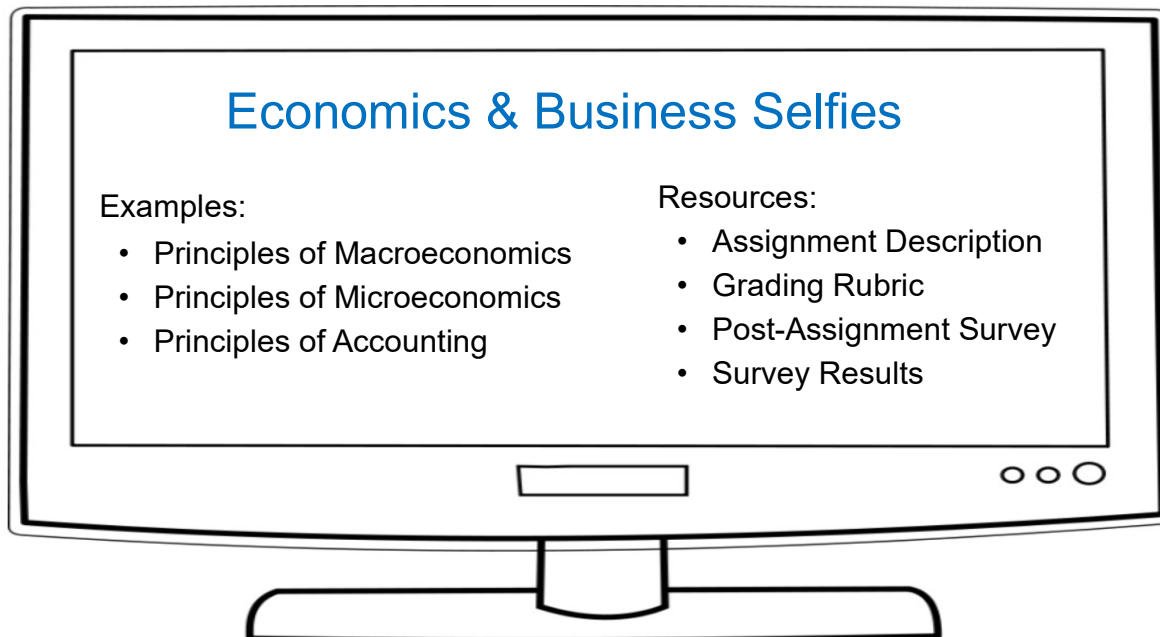 Economics & Business Selfies
Examples:
• Principles of Macroeconomics
• Principles of Microeconomics
• Principles of Accounting
Resources:
• Assignment Description
• Grading Rubric
• Post-Assignment Survey
• Survey Results